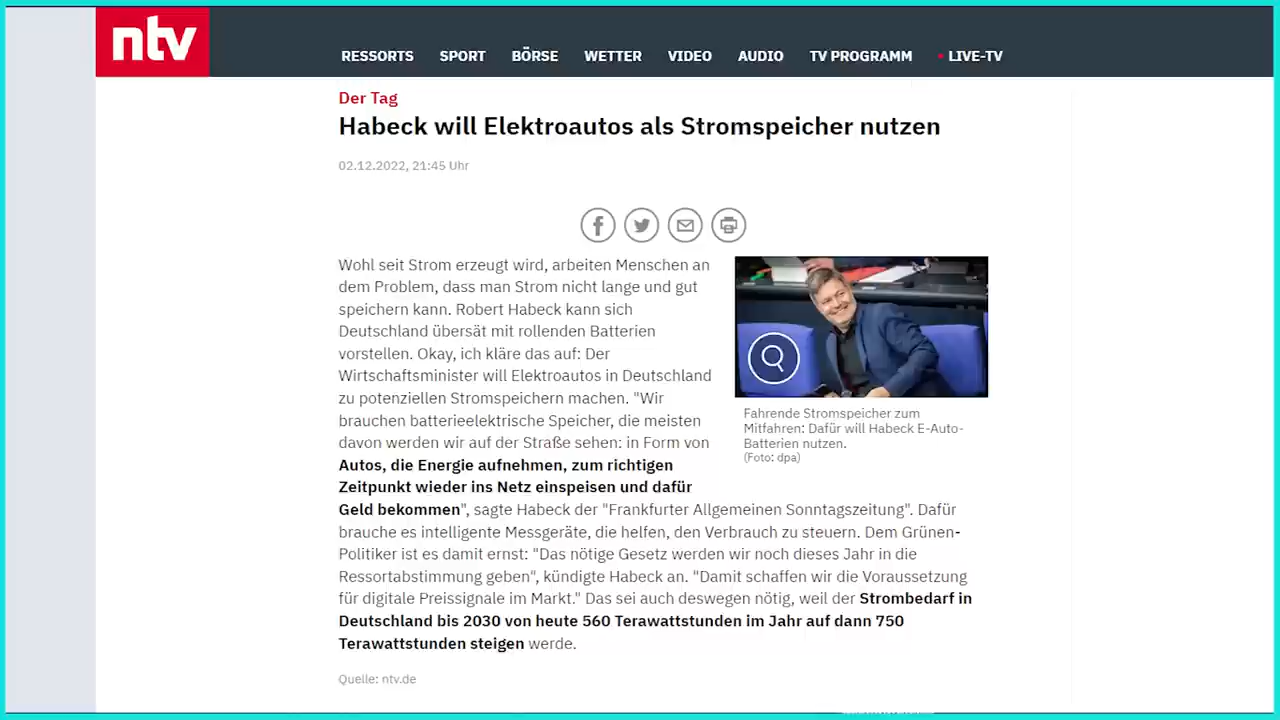 ntv
RESSORTS SPORT BÖRSE WETTER VIDEO AUDIO TV PROGRAMM LIVE-TV
Der Tag
Habeck will Elektroautos als Stromspeicher nutzen
02.12.2022, 21:45 Uhr
Wohl seit Strom erzeugt wird, arbeiten Menschen an
dem Problem, dass man Strom nicht lange und gut
speichern kann. Robert Habeck kann sich
Deutschland übersät mit rollenden Batterien
vorstellen. Okay, ich kläre das auf: Der
Wirtschaftsminister will Elektroautos in Deutschland
zu potenziellen Stromspeichern machen. "Wir
brauchen batterieelektrische Speicher, die meisten
davon werden wir auf der Straße sehen: in Form von
Autos, die Energie aufnehmen, zum richtigen
Zeitpunkt wieder ins Netz einspeisen und dafür
Geld bekommen", sagte Habeck der "Frankfurter Allgemeinen Sonntagszeitung". Dafür
brauche es intelligente Messgeräte, die helfen, den Verbrauch zu steuern. Dem Grünen-
Politiker ist es damit ernst: "Das nötige Gesetz werden wir noch dieses Jahr in die
Ressortabstimmung geben", kündigte Habeck an. "Damit schaffen wir die Voraussetzung
für digitale Preissignale im Markt." Das sei auch deswegen nötig, weil der Strombedarf in
Deutschland bis 2030 von heute 560 Terawattstunden im Jahr auf dann 750
Terawattstunden steigen werde.
Fahrende Stromspeicher zum
Mitfahren: Dafür will Habeck E-Auto-
Batterien nutzen.
(Foto: dpa)
Quelle: ntv.de